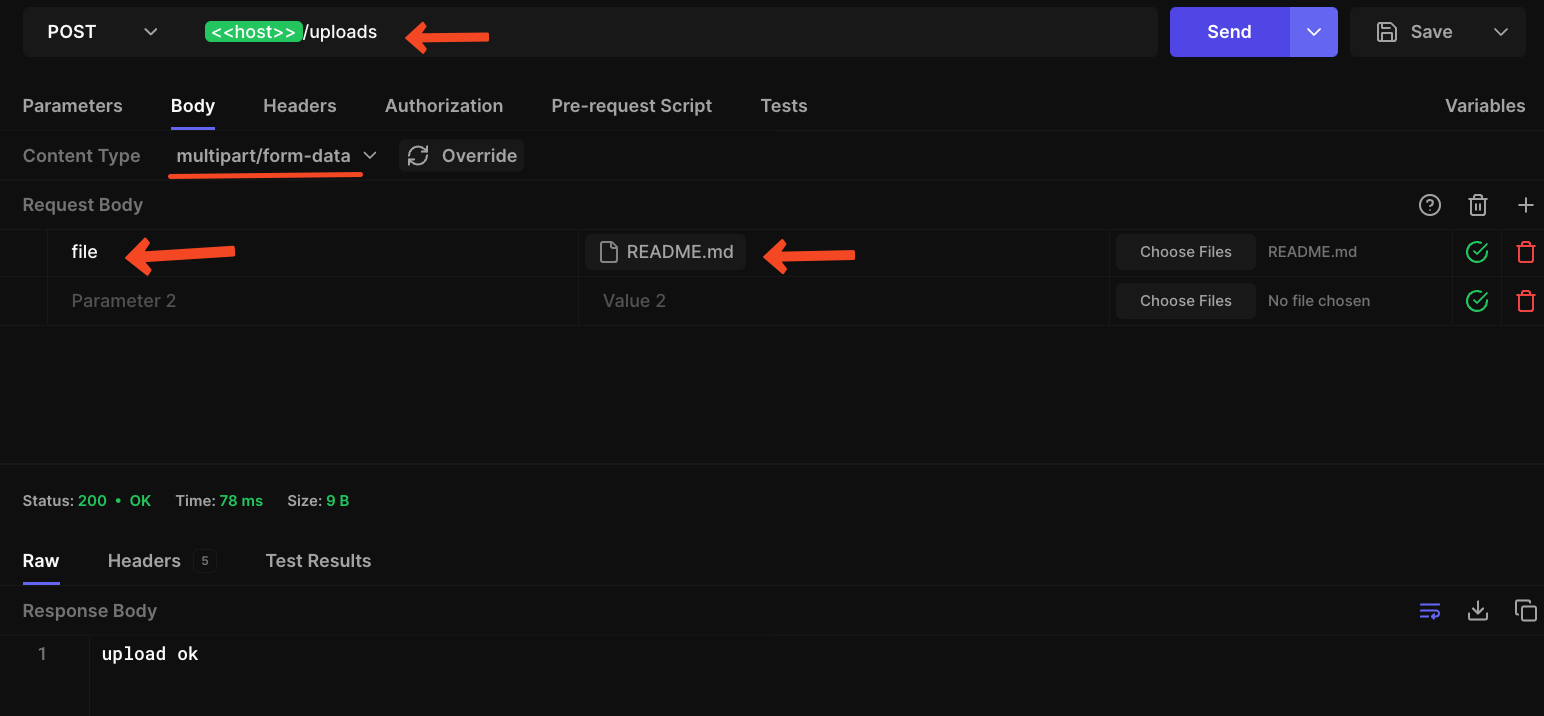 POST <<host>>/uploads Send Save
Parameters Body Headers Authorization Pre-request Script Tests Variables
Content Type multipart/form-data Override
Request Body
file README.md Choose Files README.md
Parameter 2 Value 2 Choose Files No file chosen
Status: 200 • OK Time: 78 ms Size: 9 B
Raw Headers 5 Test Results
Response Body
1 upload ok